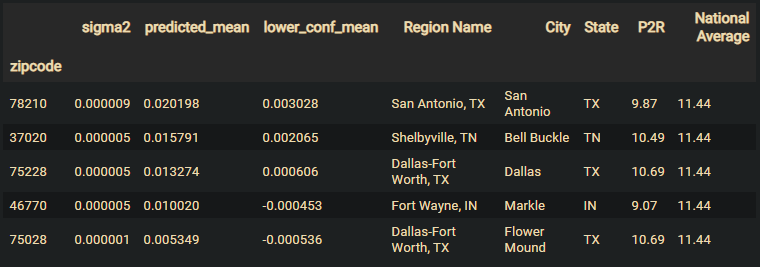 sigma2 predicted_mean lower_conf_mean Region Name City State P2R National Average
zipcode
78210 0.000009 0.020198 0.003028 San Antonio, TX San Antonio TX 9.87 11.44
37020 0.000005 0.015791 0.002065 Shelbyville, TN Bell Buckle TN 10.49 11.44
75228 0.000005 0.013274 0.000606 Dallas-Fort Worth, TX Dallas TX 10.69 11.44
46770 0.000005 0.010020 -0.000453 Fort Wayne, IN Markle IN 9.07 11.44
75028 0.000001 0.005349 -0.000536 Dallas-Fort Worth, TX Flower Mound TX 10.69 11.44